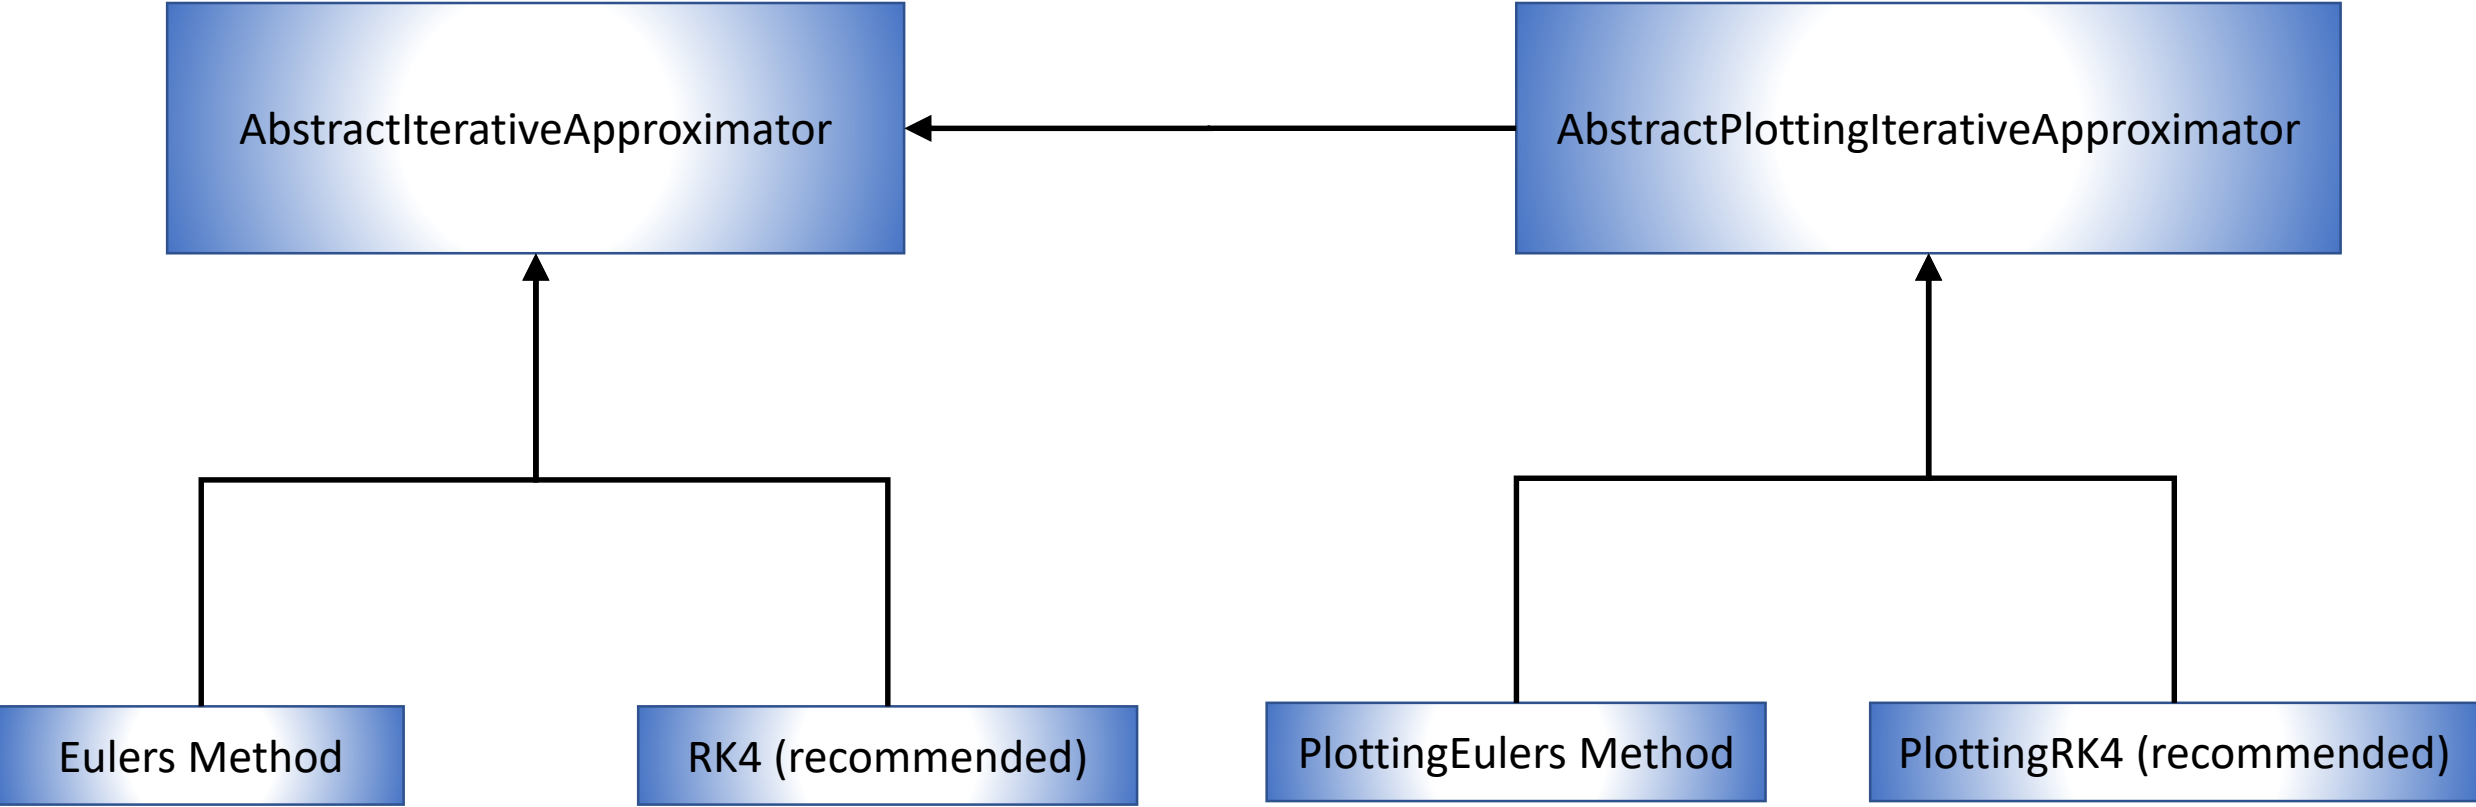 AbstractIterativeApproximator
AbstractPlottingIterativeApproximator
Eulers Method
RK4 (recommended)
PlottingEulers Method
PlottingRK4 (recommended)